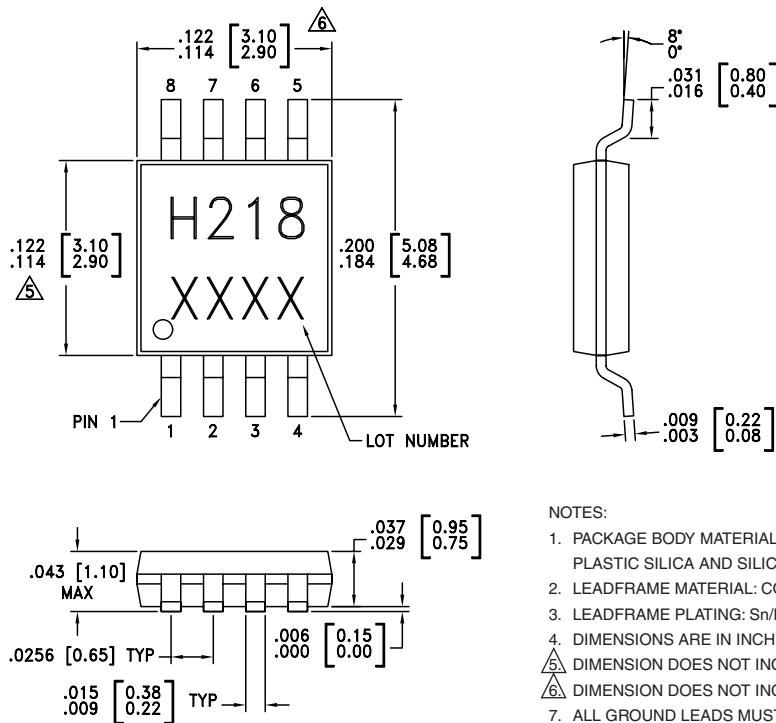 .122 [3.10]
.114 [2.90]
6
8 7 6 5
H218
XXXX
.122 [3.10]
.114 [2.90]
5
.200 [5.08]
.184 [4.68]
PIN 1
1 2 3 4
LOT NUMBER
8°
0°
.031 [0.80]
.016 [0.40]
.009 [0.22]
.003 [0.08]
.043 [1.10]
MAX
.037 [0.95]
.029 [0.75]
.0256 [0.65] TYP
.006 [0.15]
.000 [0.00]
.015 [0.38]
.009 [0.22]
TYP
NOTES:
1. PACKAGE BODY MATERIAL
PLASTIC SILICA AND SILIC
2. LEADFRAME MATERIAL: CO
3. LEADFRAME PLATING: Sn/
4. DIMENSIONS ARE IN INCH
5 DIMENSION DOES NOT INC
6 DIMENSION DOES NOT INC
7. ALL GROUND LEADS MUST